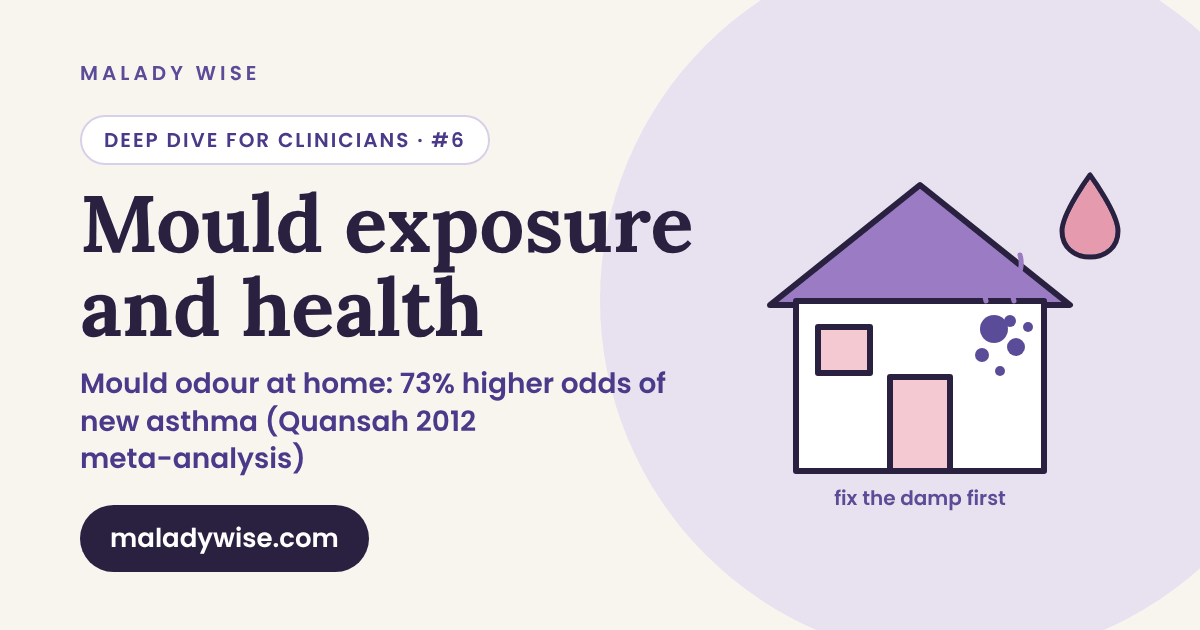 MALADY WISE
DEEP DIVE FOR CLINICIANS · #6
Mould exposure
and health
Mould odour at home: 73% higher odds of
new asthma (Quansah 2012
meta-analysis)
maladywise.com
fix the damp first